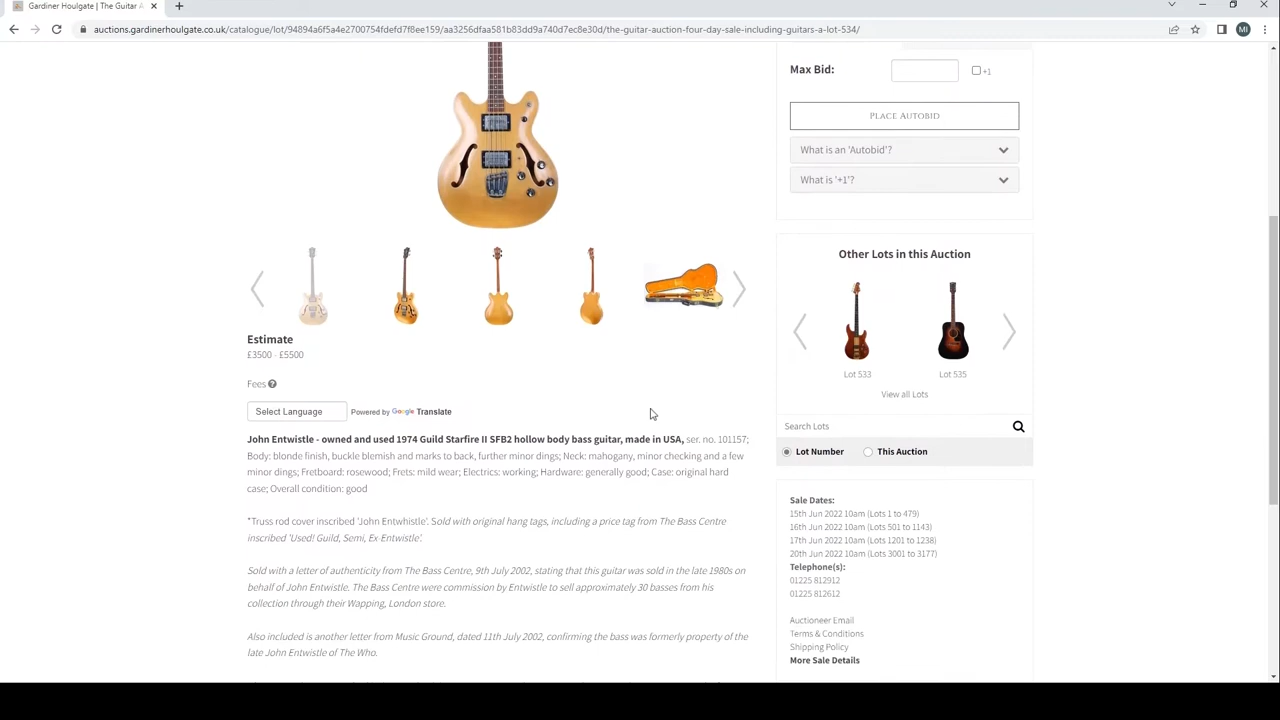 Gardiner Houlgate | The Guitar A
auctions.gardinerhoulgate.co.uk/catalogue/lot/94894a6f5a4e2700754fdefd7f8ee159/aa3256dfaa581b83dd9a740d7ec8e30d/the-guitar-auction-four-day-sale-including-guitars-a-lot-534/
MI
Max Bid:
+1
PLACE AUTOBID
What is an 'Autobid'?
What is '+1'?
Estimate
£3500 - £5500
Fees
Select Language
Powered by Google Translate
John Entwistle - owned and used 1974 Guild Starfire II SFB2 hollow body bass guitar, made in USA, ser. no. 101157;
Body: blonde finish, buckle blemish and marks to back, further minor dings; Neck: mahogany, minor checking and a few
minor dings; Fretboard: rosewood; Frets: mild wear; Electrics: working; Hardware: generally good; Case: original hard
case; Overall condition: good
*Truss rod cover inscribed 'John Entwhistle'. Sold with original hang tags, including a price tag from The Bass Centre
inscribed 'Used! Guild, Semi, Ex-Entwistle'.
Sold with a letter of authenticity from The Bass Centre, 9th July 2002, stating that this guitar was sold in the late 1980s on
behalf of John Entwistle. The Bass Centre were commission by Entwistle to sell approximately 30 basses from his
collection through their Wapping, London store.
Also included is another letter from Music Ground, dated 11th July 2002, confirming the bass was formerly property of the
late John Entwistle of The Who.
Other Lots in this Auction
Lot 533
Lot 535
View all Lots
Search Lots
Lot Number
This Auction
Sale Dates:
15th Jun 2022 10am (Lots 1 to 479)
16th Jun 2022 10am (Lots 501 to 1143)
17th Jun 2022 10am (Lots 1201 to 1238)
20th Jun 2022 10am (Lots 3001 to 3177)
Telephone(s):
01225 812912
01225 812612
Auctioneer Email
Terms & Conditions
Shipping Policy
More Sale Details